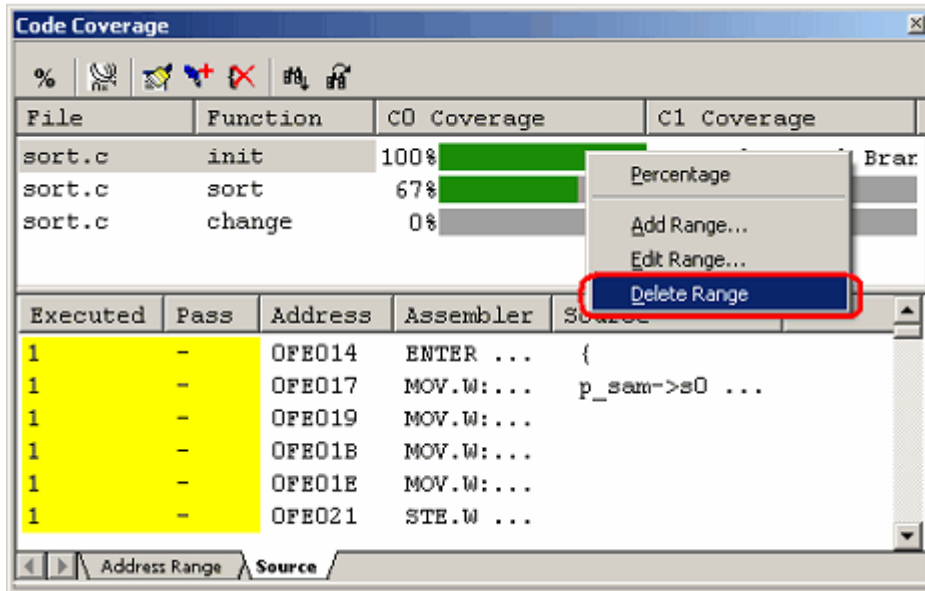 Code Coverage
%
File Function C0 Coverage C1 Coverage
sort.c init 100% Bran
sort.c sort 67%
sort.c change 0%
Percentage
Add Range...
Edit Range...
Delete Range
Executed Pass Address Assembler Source
1 - 0FE014 ENTER ... {
1 - 0FE017 MOV.W:... p_sam->s0 ...
1 - 0FE019 MOV.W:...
1 - 0FE01B MOV.W:...
1 - 0FE01E MOV.W:...
1 - 0FE021 STE.W ...
Address Range Source